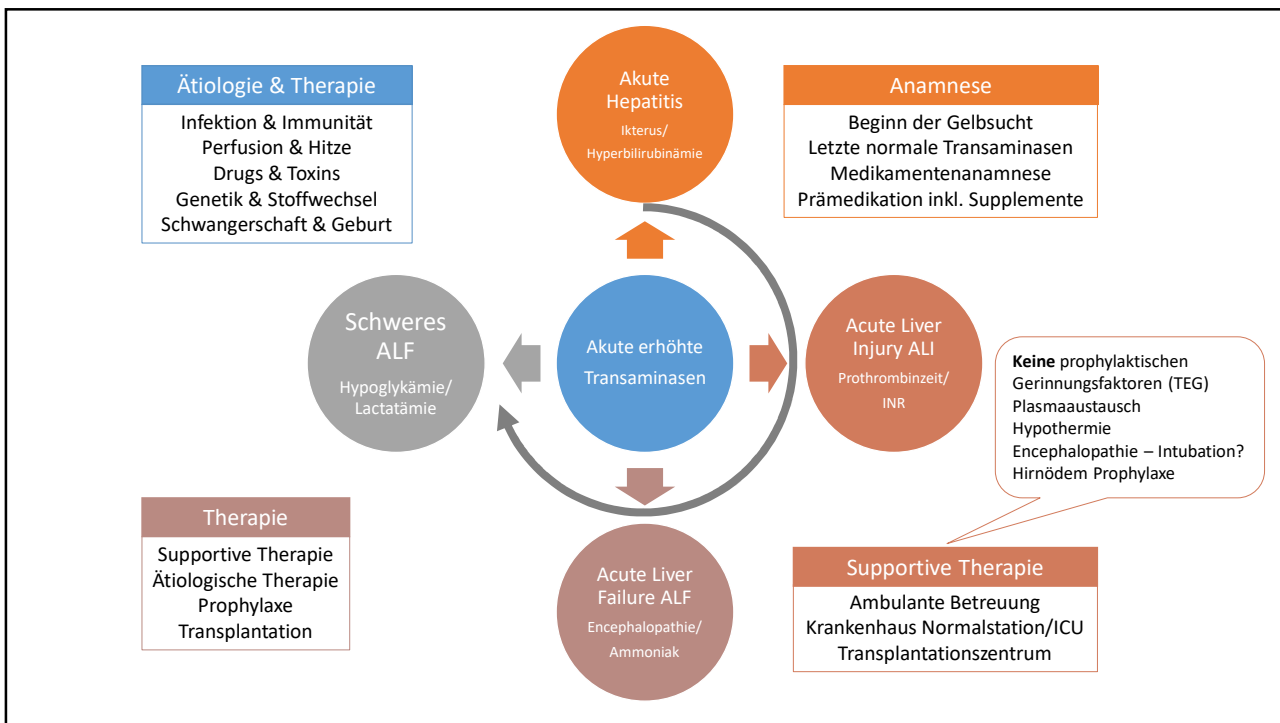 Ätiologie & Therapie
Infektion & Immunität
Perfusion & Hitze
Drugs & Toxins
Genetik & Stoffwechsel
Schwangerschaft & Geburt
Akute
Hepatitis
Ikterus/
Hyperbilirubinämie
Anamnese
Beginn der Gelbsucht
Letzte normale Transaminasen
Medikamentenanamnese
Prämedikation inkl. Supplemente
Schweres
ALF
Hypoglykämie/
Lactatämie
Akute erhöhte
Transaminasen
Acute Liver
Injury ALI
Prothrombinzeit/
INR
Keine prophylaktischen
Gerinnungsfaktoren (TEG)
Plasmaaustausch
Hypothermie
Encephalopathie – Intubation?
Hirnödem Prophylaxe
Therapie
Supportive Therapie
Ätiologische Therapie
Prophylaxe
Transplantation
Acute Liver
Failure ALF
Encephalopathie/
Ammoniak
Supportive Therapie
Ambulante Betreuung
Krankenhaus Normalstation/ICU
Transplantationszentrum